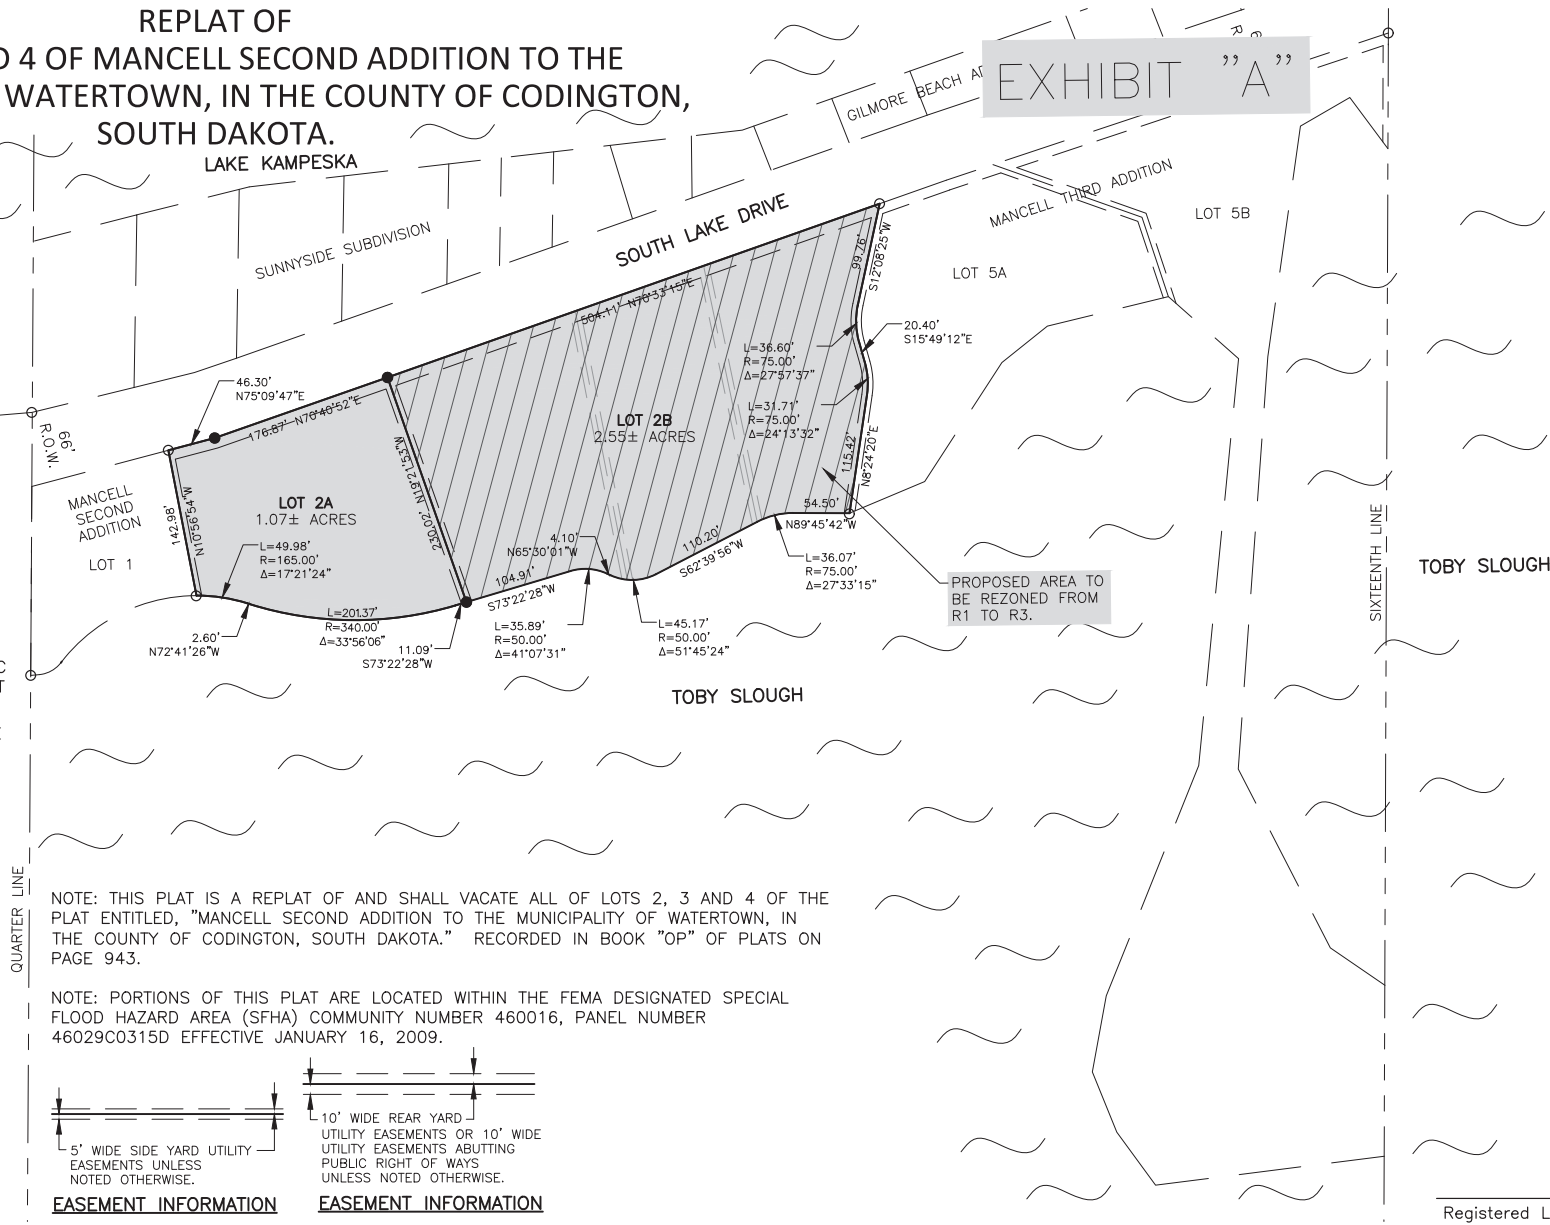 REPLAT OF
4 OF MANCELL SECOND ADDITION TO THE
WATERTOWN, IN THE COUNTY OF CODINGTON,
SOUTH DAKOTA.
EXHIBIT "A"
LAKE KAMPESKA
GILMORE BEACH
SUNNYSIDE SUBDIVISION
SOUTH LAKE DRIVE
MANCELL THIRD ADDITION
LOT 5B
LOT 5A
99.76'
S12°08'25"W
504.11' N70°33'15"E
20.40'
S15°49'12"E
L=36.60'
R=75.00'
Δ=27°57'37"
L=31.71'
R=75.00'
Δ=24°13'32"
46.30'
N75°09'47"E
176.87' N70°40'52"E
66'
R.O.W.
LOT 2B
2.55± ACRES
115.42'
N8°24'20"E
230.02' N19°21'53"W
MANCELL
SECOND
ADDITION
LOT 1
142.98'
N10°56'54"W
LOT 2A
1.07± ACRES
L=49.98'
R=165.00'
Δ=17°21'24"
54.50'
N89°45'42"W
4.10'
N65°30'01"W
110.20'
S62°39'56"W
L=36.07'
R=75.00'
Δ=27°33'15"
104.91'
S73°22'28"W
PROPOSED AREA TO
BE REZONED FROM
R1 TO R3.
SIXTEENTH LINE
TOBY SLOUGH
2.60'
N72°41'26"W
L=201.37'
R=340.00'
Δ=33°56'06"
11.09'
S73°22'28"W
L=35.89'
R=50.00'
Δ=41°07'31"
L=45.17'
R=50.00'
Δ=51°45'24"
TOBY SLOUGH
QUARTER LINE
NOTE: THIS PLAT IS A REPLAT OF AND SHALL VACATE ALL OF LOTS 2, 3 AND 4 OF THE
PLAT ENTITLED, "MANCELL SECOND ADDITION TO THE MUNICIPALITY OF WATERTOWN, IN
THE COUNTY OF CODINGTON, SOUTH DAKOTA." RECORDED IN BOOK "OP" OF PLATS ON
PAGE 943.
NOTE: PORTIONS OF THIS PLAT ARE LOCATED WITHIN THE FEMA DESIGNATED SPECIAL
FLOOD HAZARD AREA (SFHA) COMMUNITY NUMBER 460016, PANEL NUMBER
46029C0315D EFFECTIVE JANUARY 16, 2009.
5' WIDE SIDE YARD UTILITY
EASEMENTS UNLESS
NOTED OTHERWISE.
EASEMENT INFORMATION
10' WIDE REAR YARD
UTILITY EASEMENTS OR 10' WIDE
UTILITY EASEMENTS ABUTTING
PUBLIC RIGHT OF WAYS
UNLESS NOTED OTHERWISE.
EASEMENT INFORMATION
Registered L